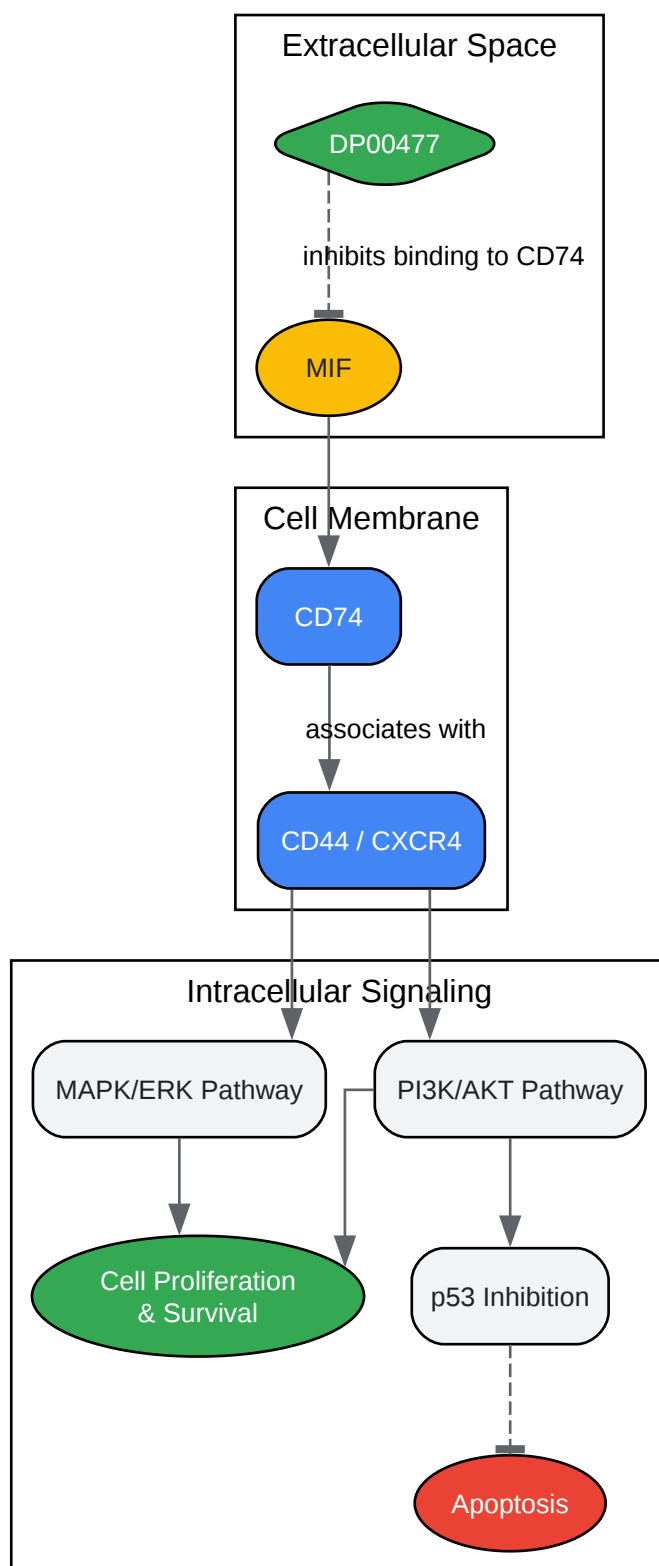 Extracellular Space
DP00477
inhibits binding to CD74
MIF
Cell Membrane
CD74
associates with
CD44 / CXCR4
Intracellular Signaling
MAPK/ERK Pathway
PI3K/AKT Pathway
Cell Proliferation
& Survival
p53 Inhibition
Apoptosis